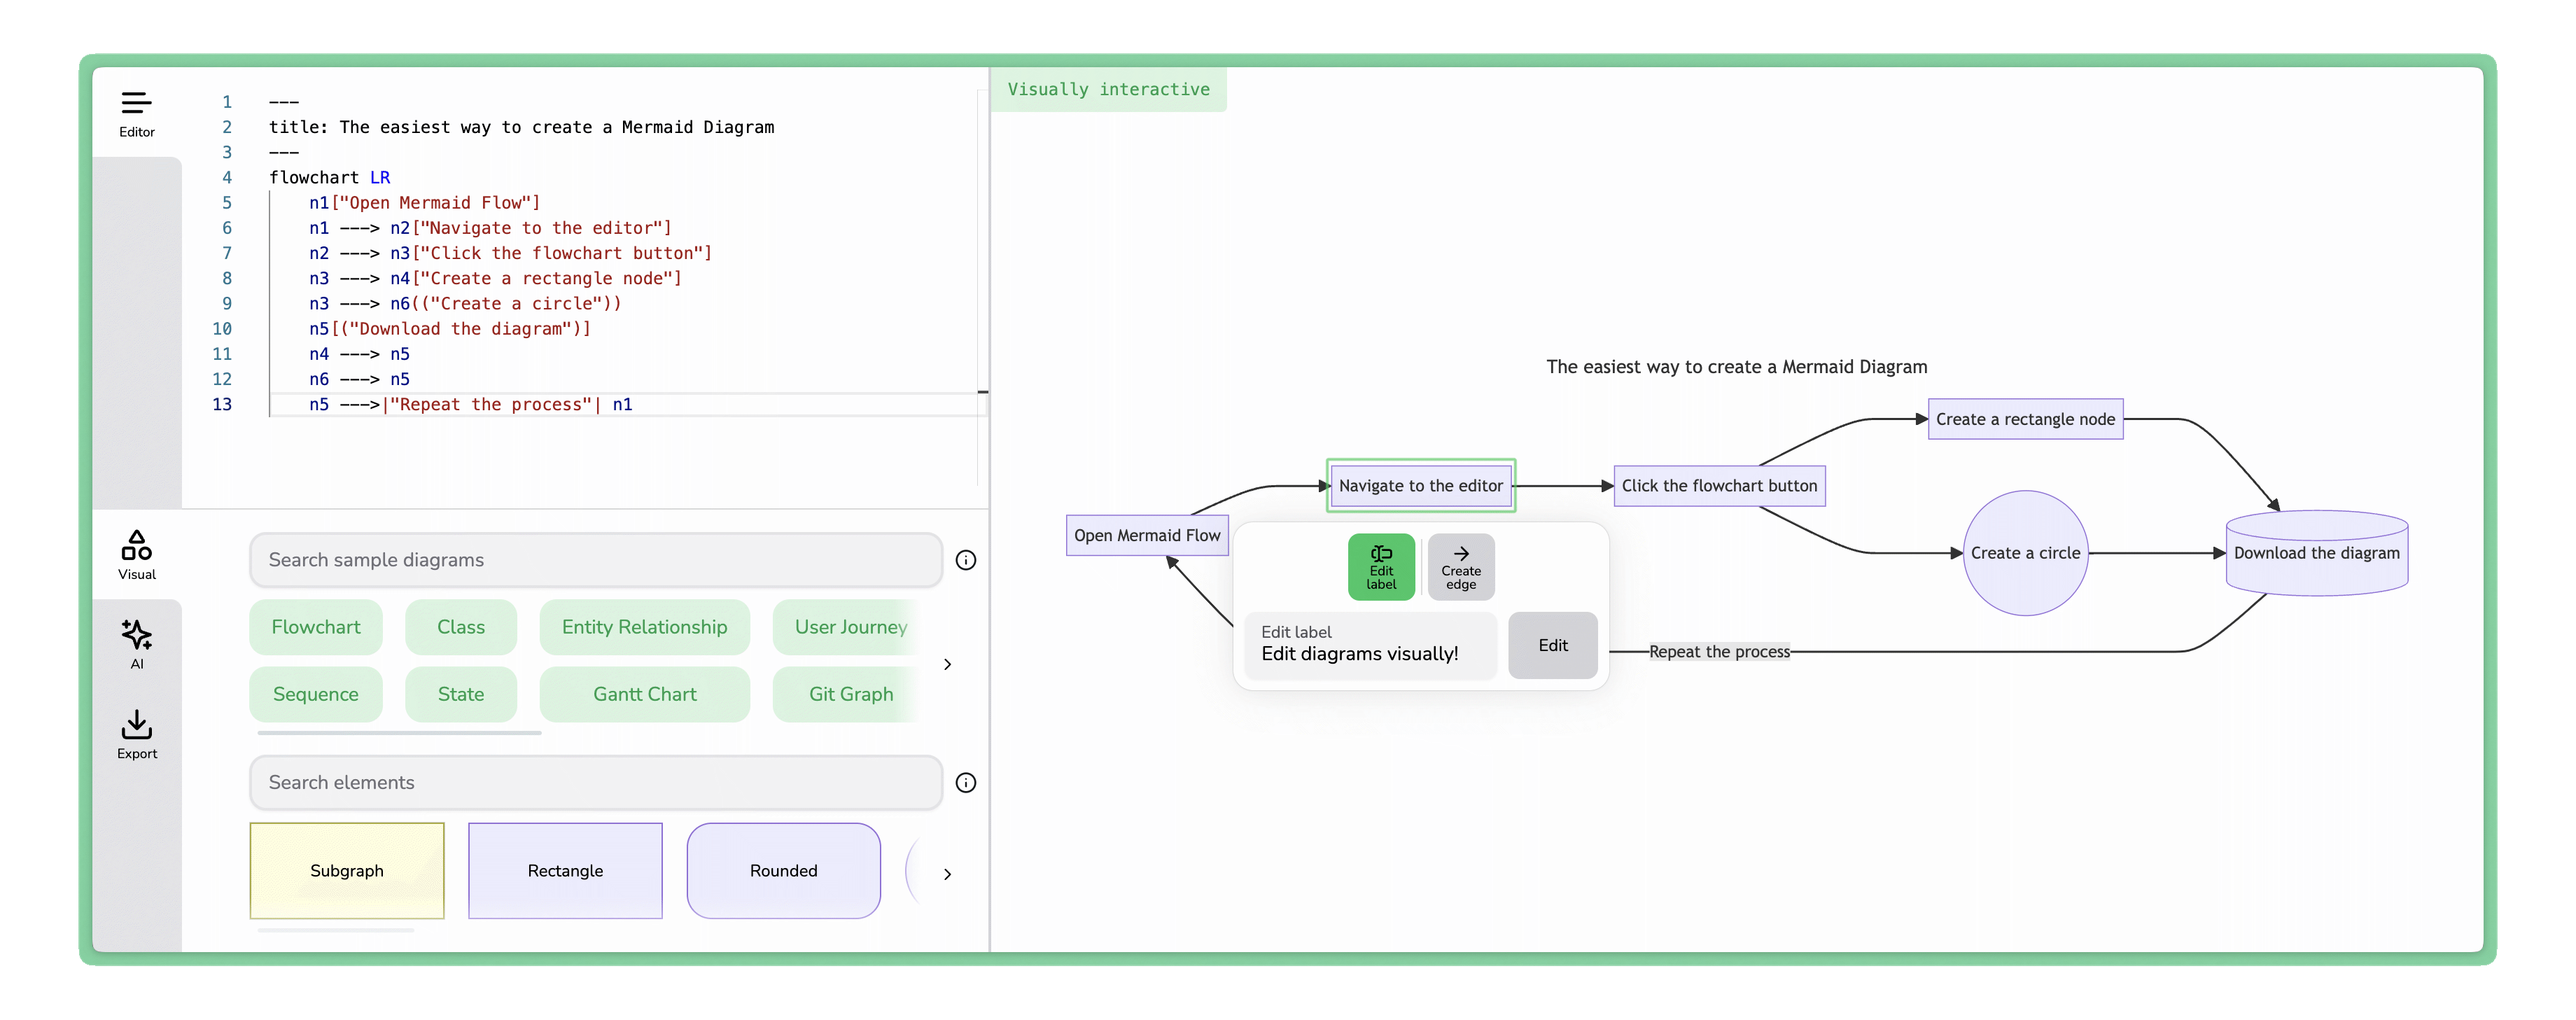 Editor
1 ---
2 title: The easiest way to create a Mermaid Diagram
3 ---
4 flowchart LR
5 n1["Open Mermaid Flow"]
6 n1 ---> n2["Navigate to the editor"]
7 n2 ---> n3["Click the flowchart button"]
8 n3 ---> n4["Create a rectangle node"]
9 n3 ---> n6(("Create a circle"))
10 n5[("Download the diagram")]
11 n4 ---> n5
12 n6 ---> n5
13 n5 --->|"Repeat the process"| n1
Visual
AI
Export
Search sample diagrams
Flowchart
Class
Entity Relationship
User Journey
Sequence
State
Gantt Chart
Git Graph
Search elements
Subgraph
Rectangle
Rounded
Visually interactive
The easiest way to create a Mermaid Diagram
Open Mermaid Flow
Navigate to the editor
Click the flowchart button
Create a rectangle node
Create a circle
Download the diagram
Repeat the process
Edit
label
Create
edge
Edit label
Edit diagrams visually!
Edit